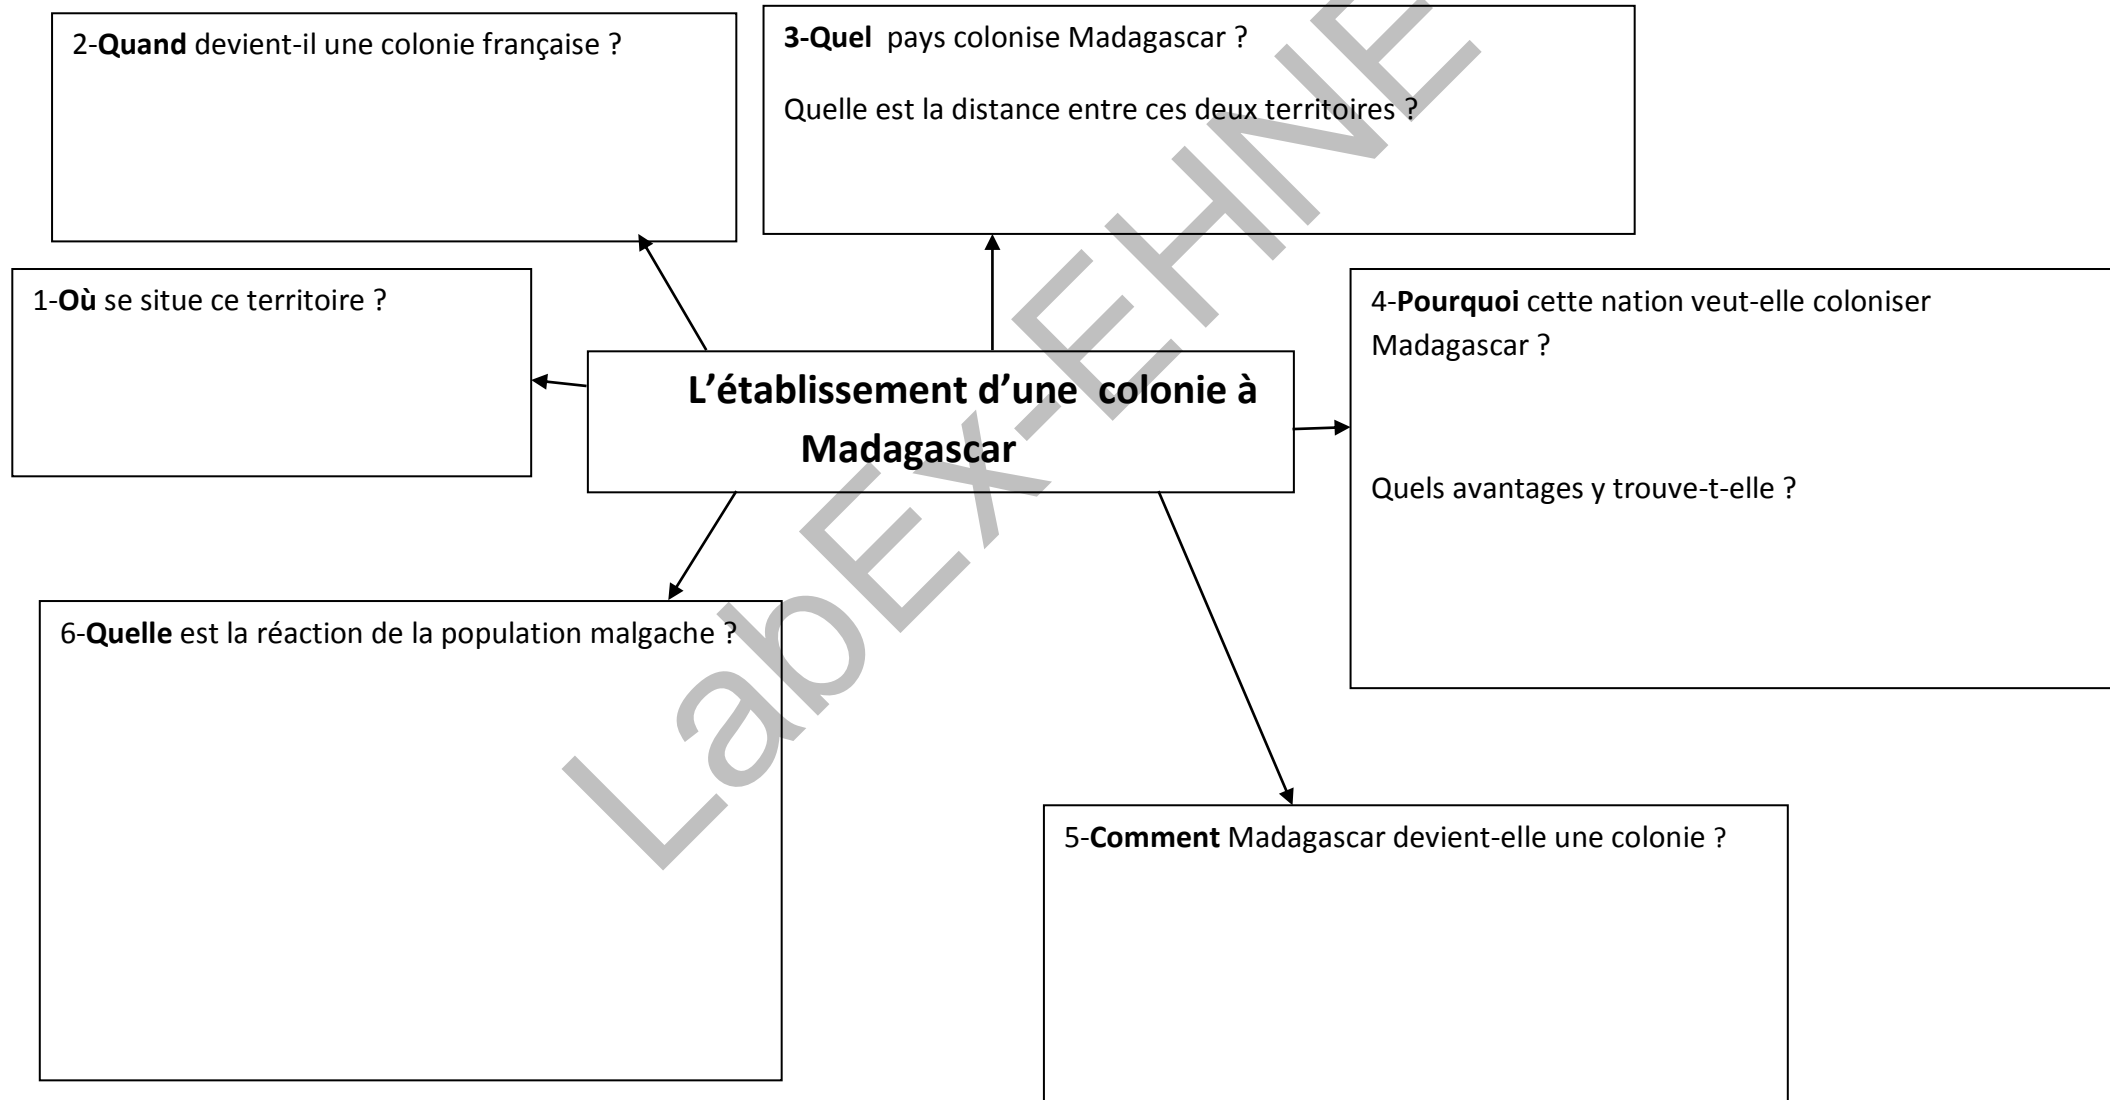 2-Quand devient-il une colonie française ?
3-Quel pays colonise Madagascar ?
Quelle est la distance entre ces deux territoires ?
1-Où se situe ce territoire ?
4-Pourquoi cette nation veut-elle coloniser
Madagascar ?
Quels avantages y trouve-t-elle ?
L’établissement d’une colonie à
Madagascar
6-Quelle est la réaction de la population malgache ?
5-Comment Madagascar devient-elle une colonie ?
LabEx-EHNE